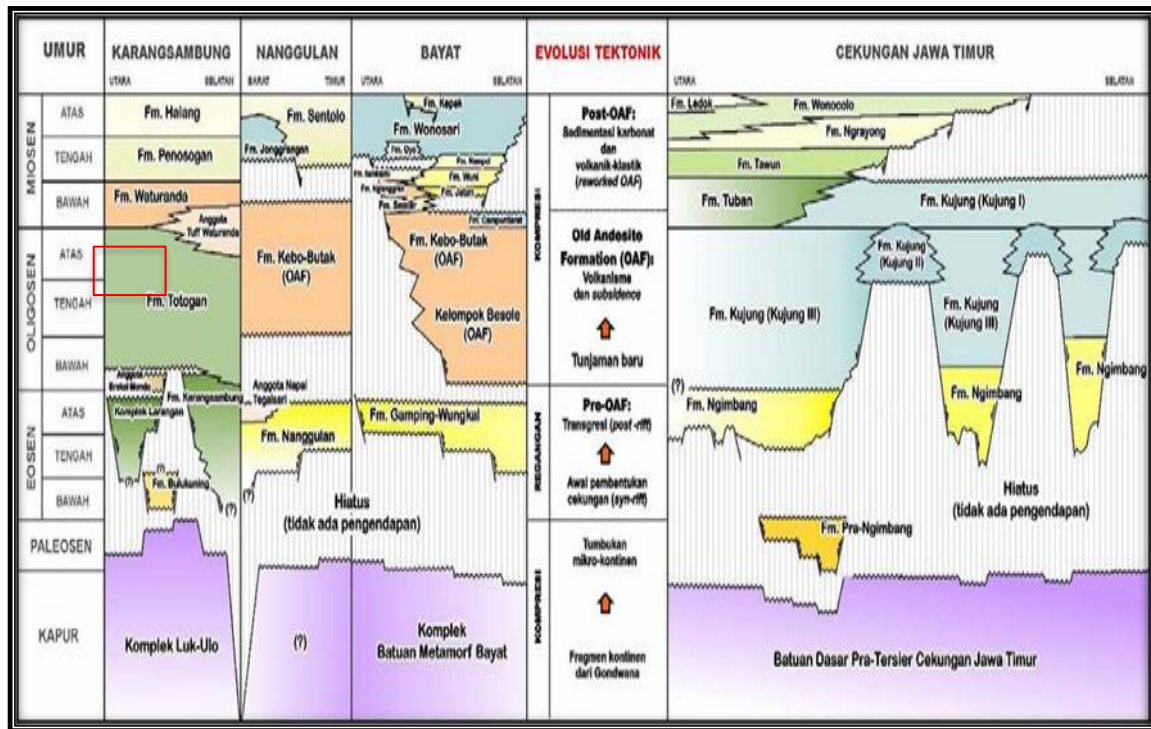 UMUR
KARANGSAMBUNG
NANGGULAN
BAYAT
EVOLUSI TEKTONIK
CEKUNGAN JAWA TIMUR
UTARA
SELATAN
BARAT
TIMUR
UTARA
SELATAN
UTARA
SELATAN
MIOSEN
ATAS
TENGAH
BAWAH
OLIGOSEN
ATAS
TENGAH
BAWAH
EOSEN
ATAS
TENGAH
BAWAH
PALEOSEN
KAPUR
Fm. Halang
Fm. Penosogan
Fm. Waturanda
Anggota
Tuff Waturanda
Fm. Totogan
Anggota
Fm. Karangsambung
Komplek Larangan
(?)
(?)
Fm. Bulukuning
(?)
Komplek Luk-Ulo
Fm. Sentolo
Fm. Jonggrangan
Fm. Kebo-Butak
(OAF)
Anggota Napal
Tegalsari
Fm. Nanggulan
(?)
Hiatus
(tidak ada pengendapan)
(?)
Fm. Kepek
Fm. Wonosari
Fm. Oyo
Fm. Wuni
Fm. Jaten
Fm. Semilir
Fm. Campurdarat
Fm. Kebo-Butak
(OAF)
Kelompok Besole
(OAF)
Fm. Gamping-Wungkal
Komplek
Batuan Metamorf Bayat
KOMPRESI
REGANGAN
KOMPRESI
Post-OAF:
Sedimentasi karbonat
dan
volkanik-klastik
(reworked OAF)
Old Andesito
Formation (OAF):
Volkanisme
dan subsidence
Tunjaman baru
Pre-OAF:
Transgresi (post-rift)
Awal pembentukan
cekungan (syn-rift)
Tumbukan
mikro-kontinen
Fragmen kontinen
dari Gondwana
Fm. Ledok
Fm. Wonocolo
Fm. Ngrayong
Fm. Tawun
Fm. Tuban
Fm. Kujung (Kujung I)
Fm. Kujung
(Kujung II)
Fm. Kujung (Kujung III)
Fm. Kujung
(Kujung III)
Fm. Ngimbang
(?)
Fm. Ngimbang
Fm. Ngimbang
Hiatus
(tidak ada pengendapan)
Fm. Pra-Ngimbang
Batuan Dasar Pra-Tersier Cekungan Jawa Timur